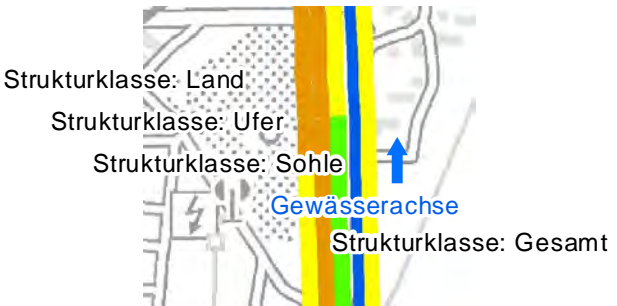 Strukturklasse: Land
Strukturklasse: Ufer
Strukturklasse: Sohle
Gewässerachse
Strukturklasse: Gesamt